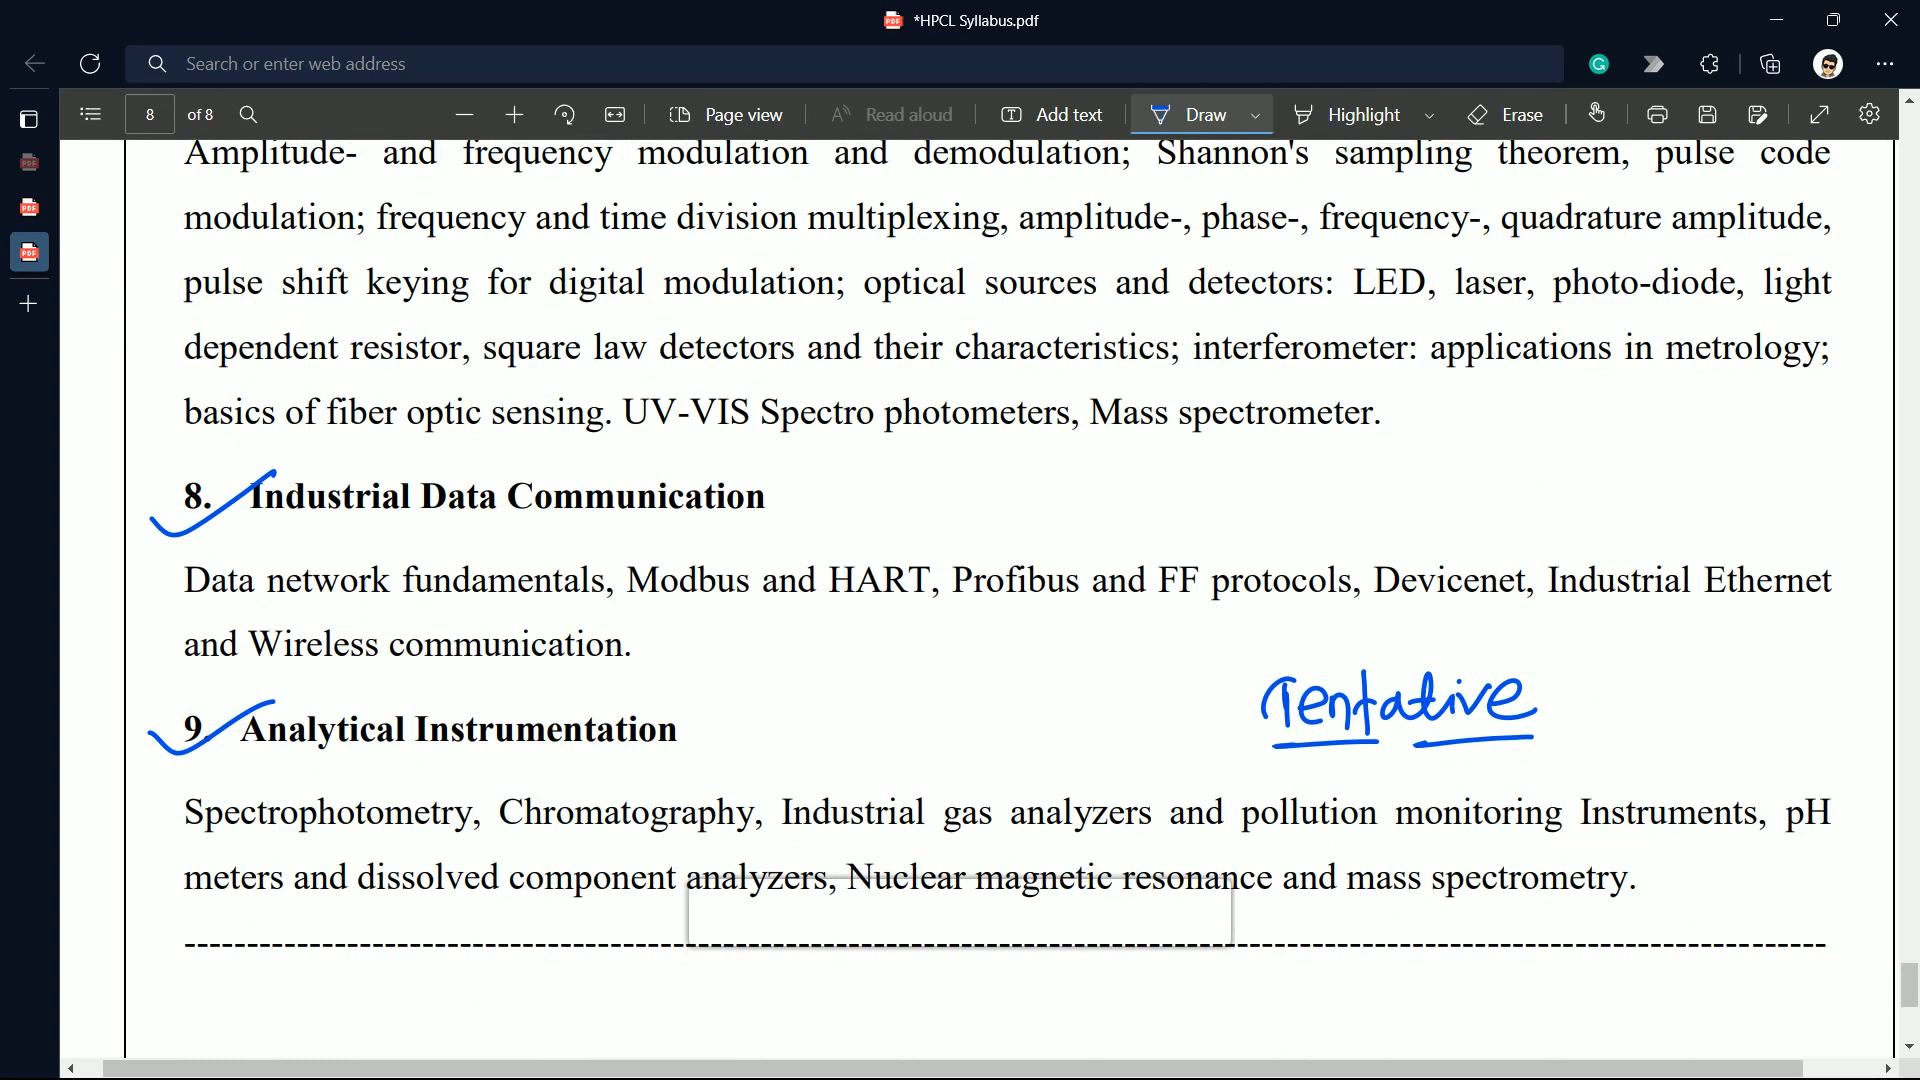 *HPCL Syllabus.pdf
Search or enter web address
8 of 8 Page view Read aloud Add text Draw Highlight Erase
Amplitude- and frequency modulation and demodulation; Shannon's sampling theorem, pulse code
modulation; frequency and time division multiplexing, amplitude-, phase-, frequency-, quadrature amplitude,
pulse shift keying for digital modulation; optical sources and detectors: LED, laser, photo-diode, light
dependent resistor, square law detectors and their characteristics; interferometer: applications in metrology;
basics of fiber optic sensing. UV-VIS Spectro photometers, Mass spectrometer.
8. Industrial Data Communication
Data network fundamentals, Modbus and HART, Profibus and FF protocols, Devicenet, Industrial Ethernet
and Wireless communication.
Tentative
9. Analytical Instrumentation
Spectrophotometry, Chromatography, Industrial gas analyzers and pollution monitoring Instruments, pH
meters and dissolved component analyzers, Nuclear magnetic resonance and mass spectrometry.